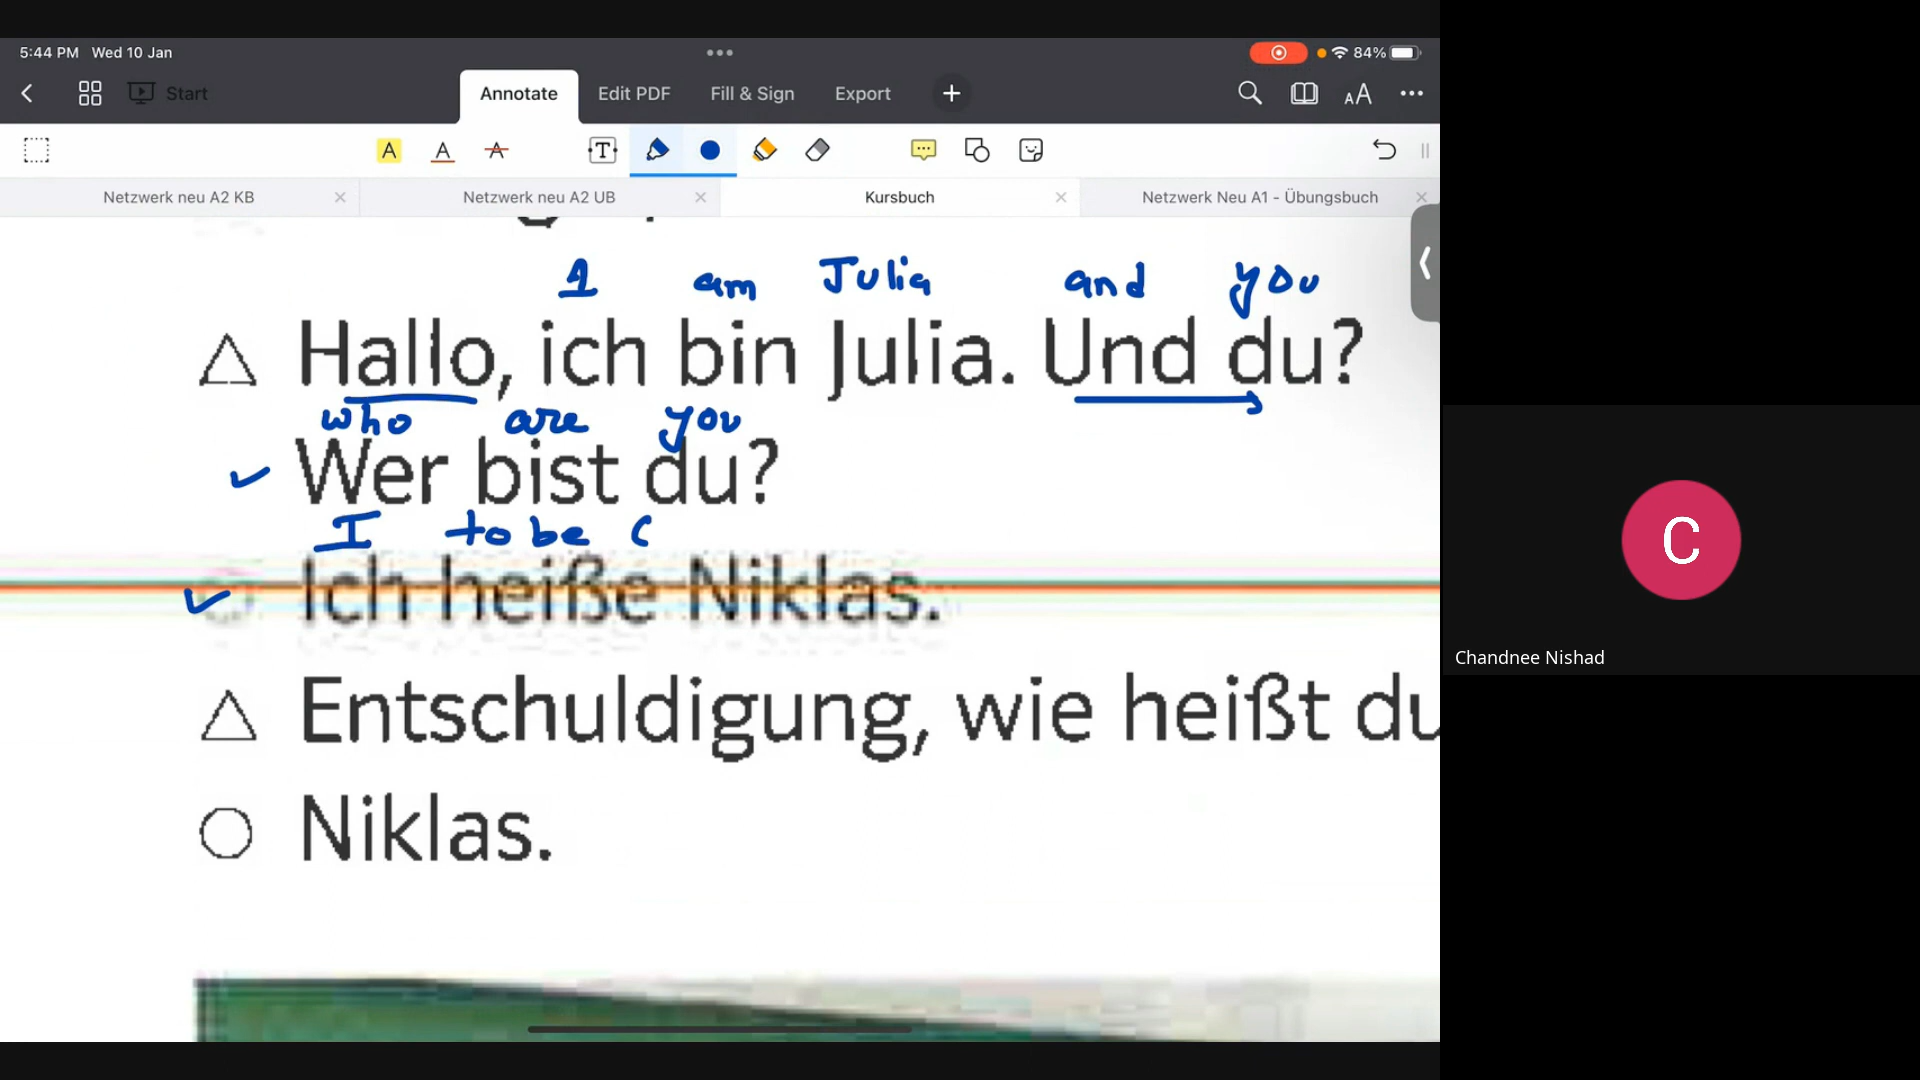 5:44 PM Wed 10 Jan
84%
Start
Annotate
Edit PDF
Fill & Sign
Export
Netzwerk neu A2 KB
Netzwerk neu A2 UB
Kursbuch
Netzwerk Neu A1 - Übungsbuch
I am Julia and you
Hallo, ich bin Julia. Und du?
who are you
Wer bist du?
I to be C
Ich heiße Niklas.
Entschuldigung, wie heißt du
Niklas.
C
Chandnee Nishad